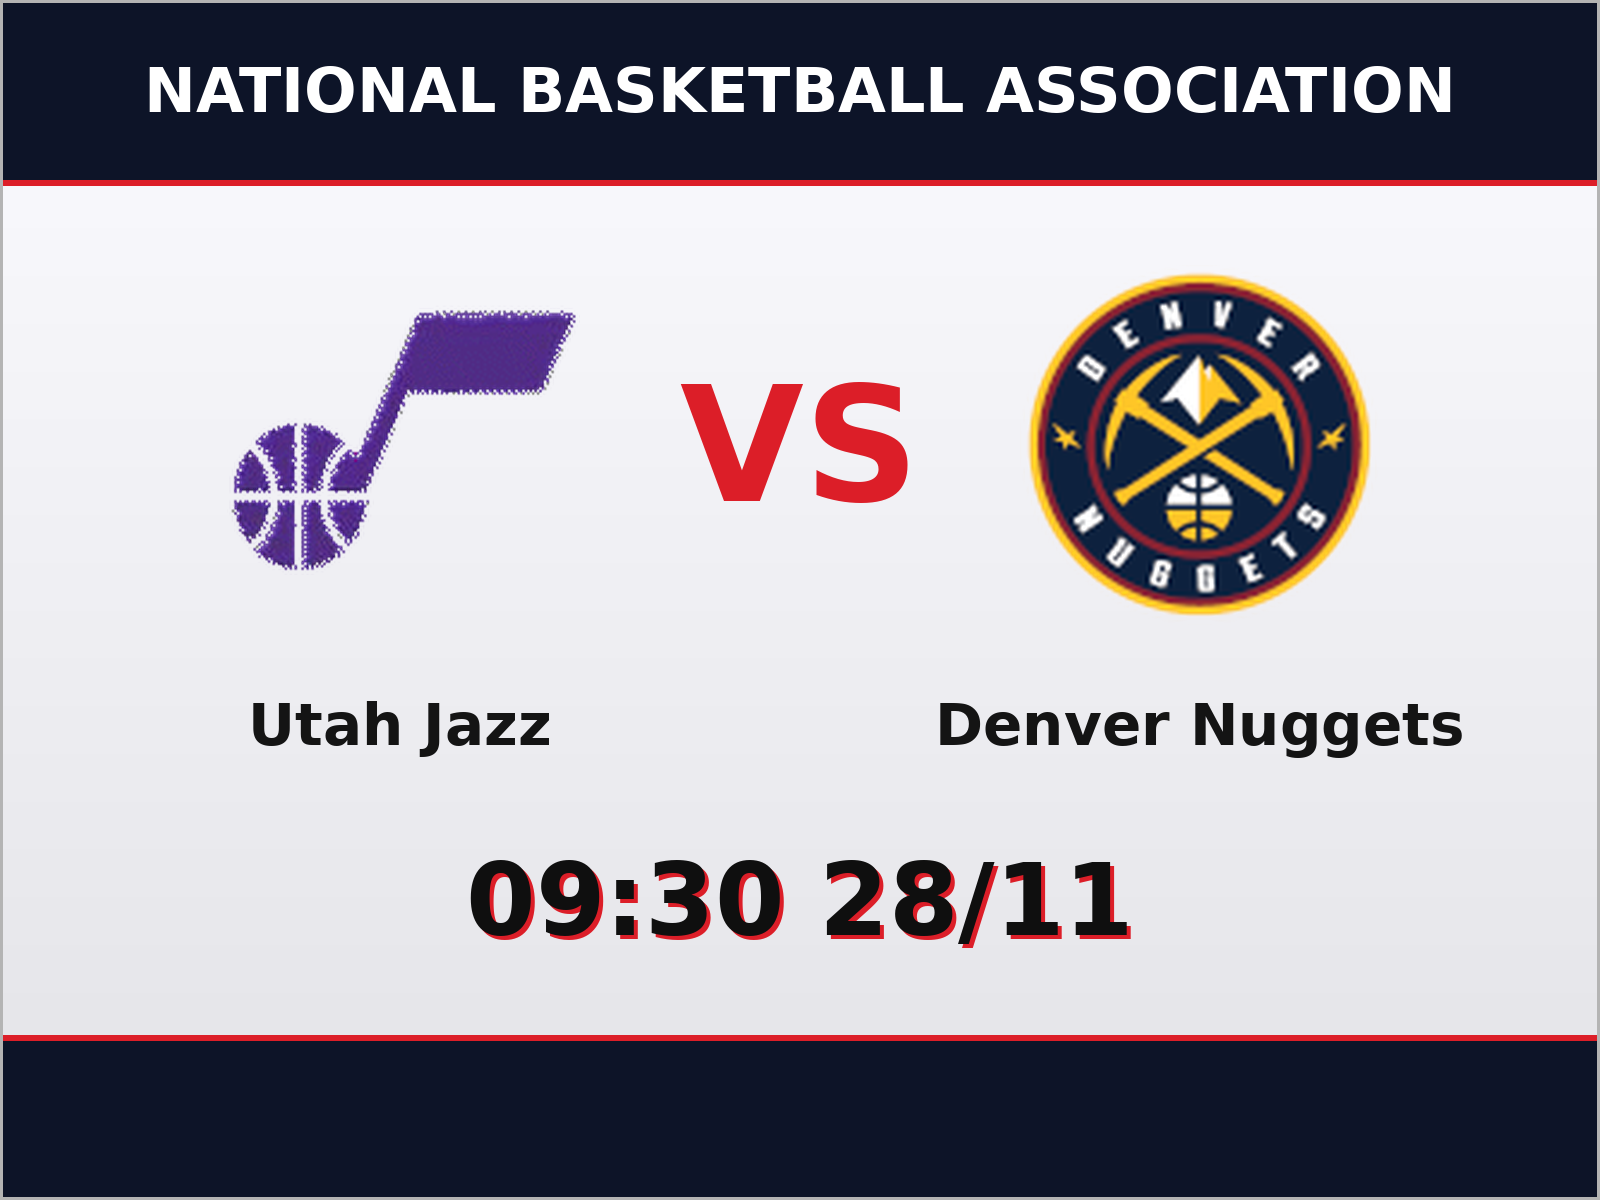 NATIONAL BASKETBALL ASSOCIATION
DENVER
VS
NUGGETS
Utah Jazz
Denver Nuggets
09:30 28/11